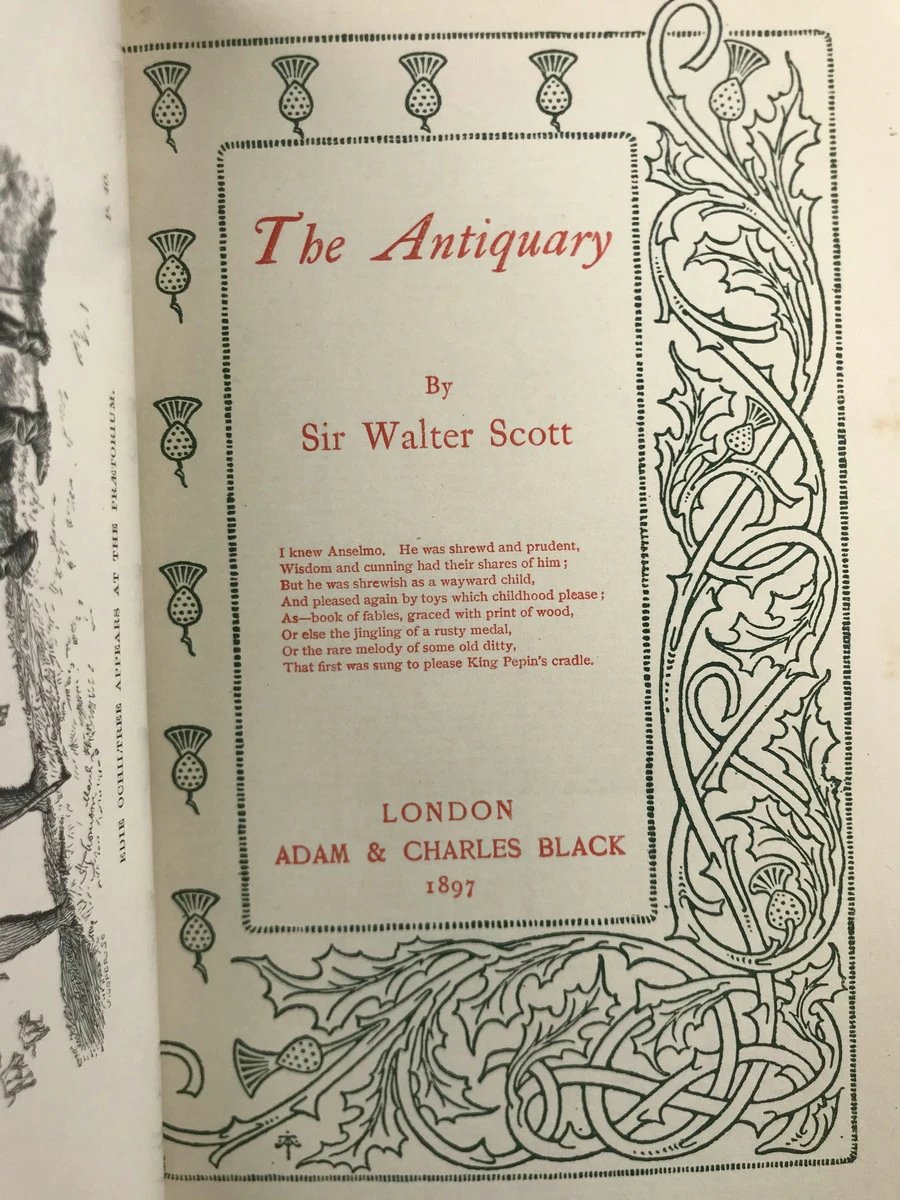 EDIE OCHILTREE APPEARS AT THE PRÆTORIUM.
The Antiquary
By
Sir Walter Scott
I knew Anselmo. He was shrewd and prudent,
Wisdom and cunning had their shares of him;
But he was shrewish as a wayward child,
And pleased again by toys which childhood please;
As—book of fables, graced with print of wood,
Or else the jingling of a rusty medal,
Or the rare melody of some old ditty,
That first was sung to please King Pepin's cradle.
LONDON
ADAM & CHARLES BLACK
1897